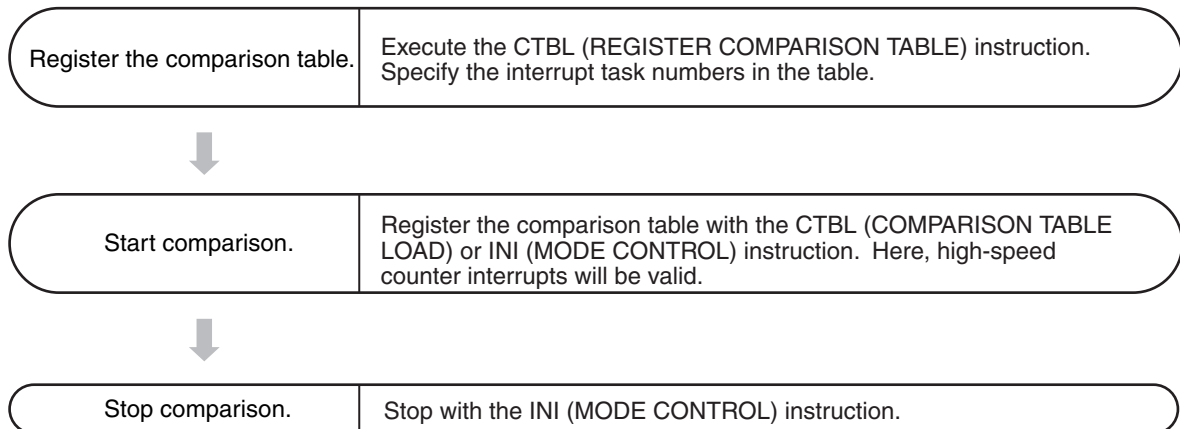 Register the comparison table.
Execute the CTBL (REGISTER COMPARISON TABLE) instruction.
Specify the interrupt task numbers in the table.
Start comparison.
Register the comparison table with the CTBL (COMPARISON TABLE
LOAD) or INI (MODE CONTROL) instruction.  Here, high-speed
counter interrupts will be valid.
Stop comparison.
Stop with the INI (MODE CONTROL) instruction.